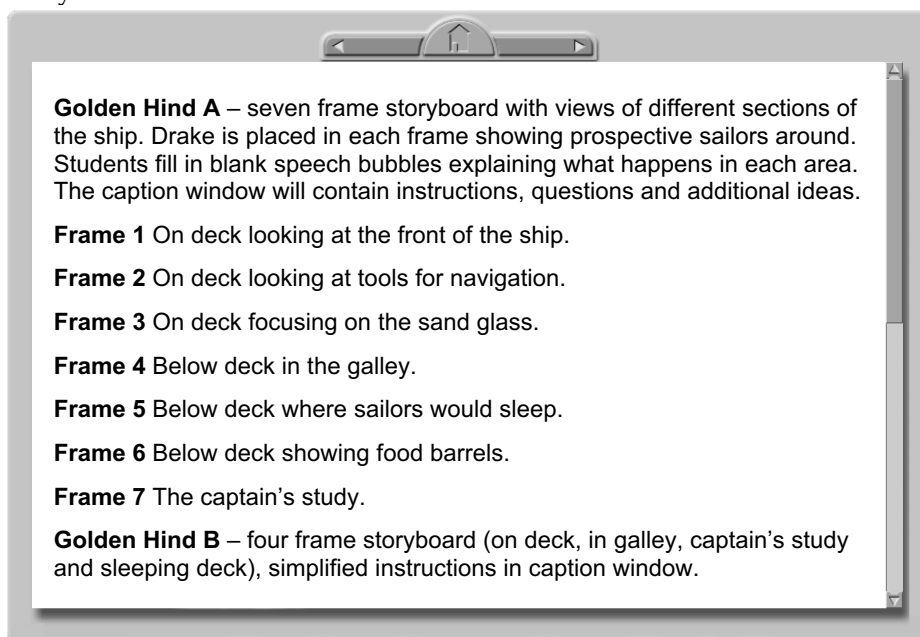 Golden Hind A – seven frame storyboard with views of different sections of
the ship. Drake is placed in each frame showing prospective sailors around.
Students fill in blank speech bubbles explaining what happens in each area.
The caption window will contain instructions, questions and additional ideas.
Frame 1 On deck looking at the front of the ship.
Frame 2 On deck looking at tools for navigation.
Frame 3 On deck focusing on the sand glass.
Frame 4 Below deck in the galley.
Frame 5 Below deck where sailors would sleep.
Frame 6 Below deck showing food barrels.
Frame 7 The captain’s study.
Golden Hind B – four frame storyboard (on deck, in galley, captain’s study
and sleeping deck), simplified instructions in caption window.